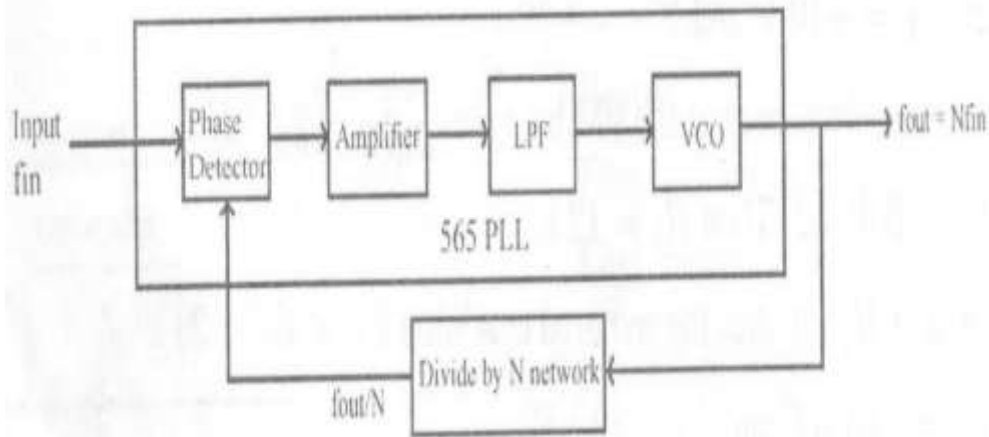 Input
fin
Phase
Detector
Amplifier
LPF
VCO
fout = Nfin
565 PLL
Divide by N network
fout/N